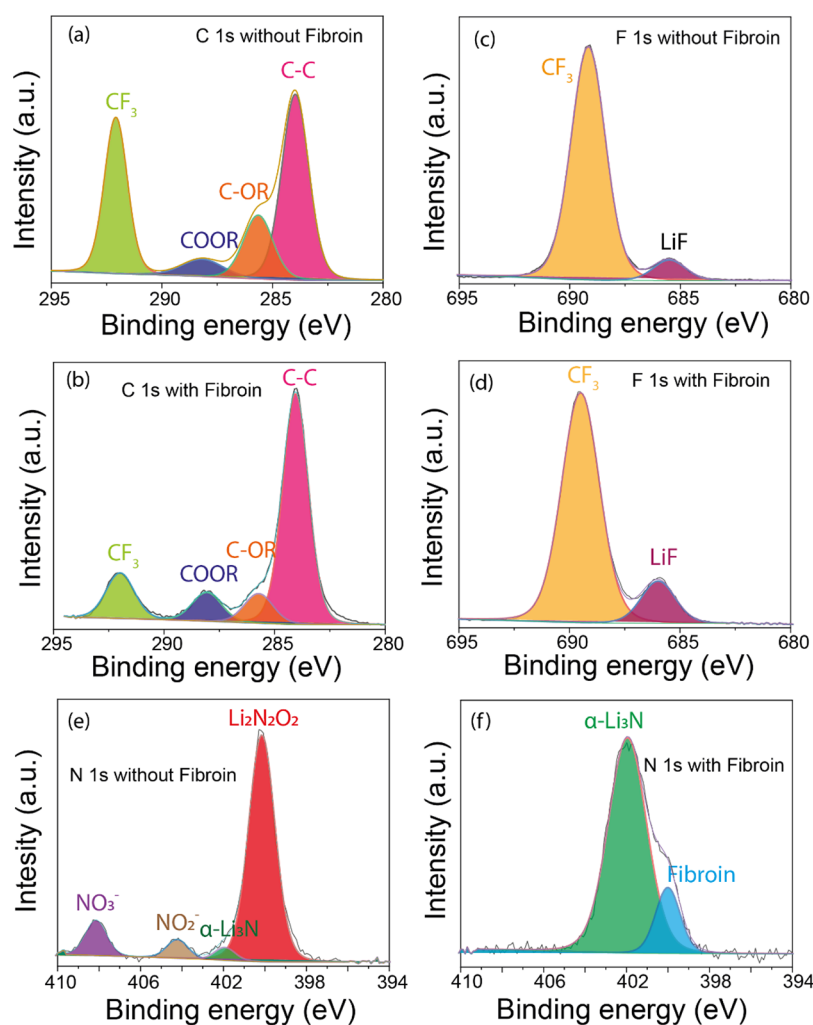 (a)
C 1s without Fibroin
C-C
CF₃
C-OR
COOR
Intensity (a.u.)
295 290 285 280
Binding energy (eV)
(c)
F 1s without Fibroin
CF₃
LiF
Intensity (a.u.)
695 690 685 680
Binding energy (eV)
(b)
C 1s with Fibroin
C-C
CF₃
COOR
C-OR
Intensity (a.u.)
295 290 285 280
Binding energy (eV)
(d)
CF₃
F 1s with Fibroin
LiF
Intensity (a.u.)
695 690 685 680
Binding energy (eV)
(e)
Li₂N₂O₂
N 1s without Fibroin
NO₃⁻
NO₂⁻
α-Li₃N
Intesity (a.u.)
410 406 402 398 394
Binding energy (eV)
(f)
α-Li₃N
N 1s with Fibroin
Fibroin
Intensity (a.u.)
410 406 402 398 394
Binding energy (eV)